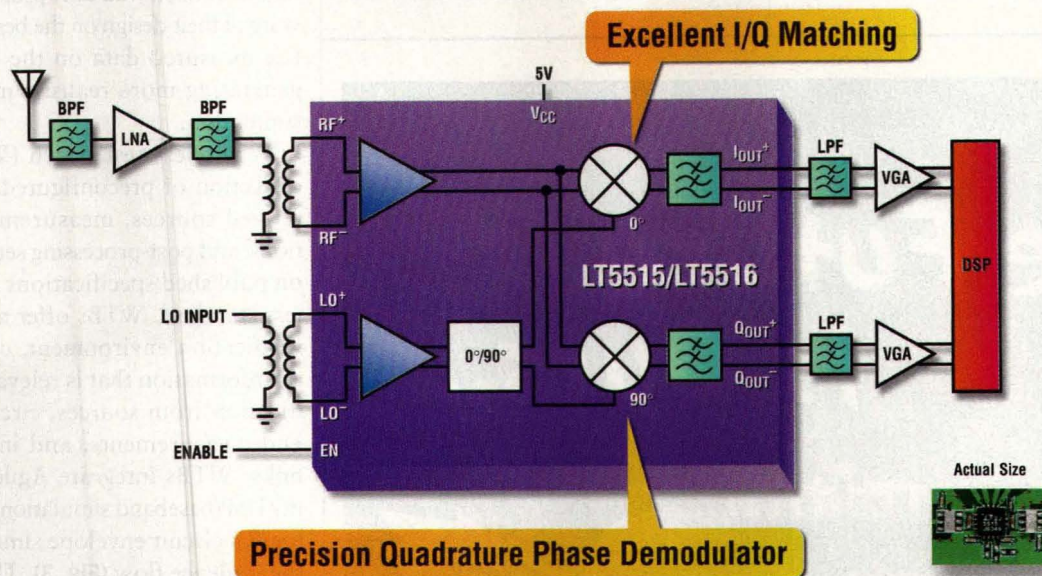 Excellent I/Q Matching
5V
VCC
BPF
LNA
BPF
RF+
RF−
IOUT+
IOUT−
0°
LPF
VGA
LT5515/LT5516
DSP
LO INPUT
LO+
LO−
0°/90°
90°
QOUT+
QOUT−
LPF
VGA
ENABLE
EN
Actual Size
Precision Quadrature Phase Demodulator